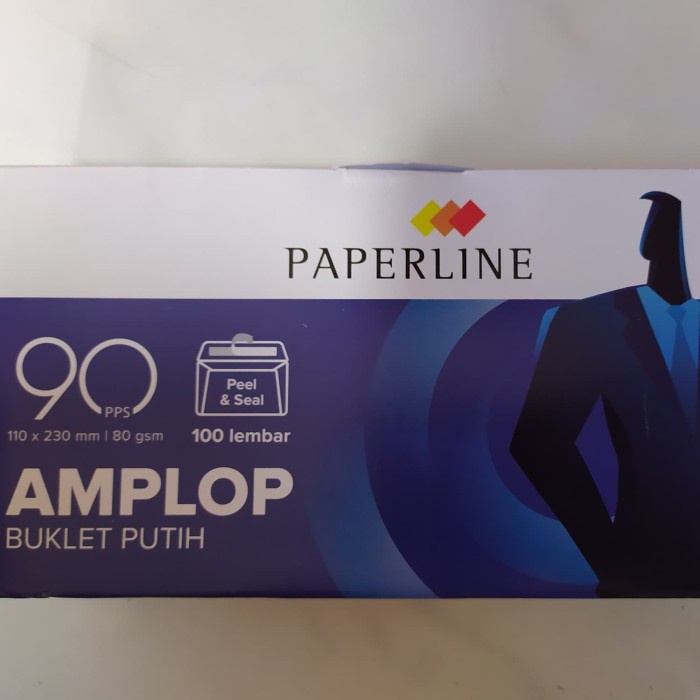 PAPERLINE
90 PPS
110 x 230 mm | 80 gsm
Peel
& Seal
100 lembar
AMPLOP
BUKLET PUTIH